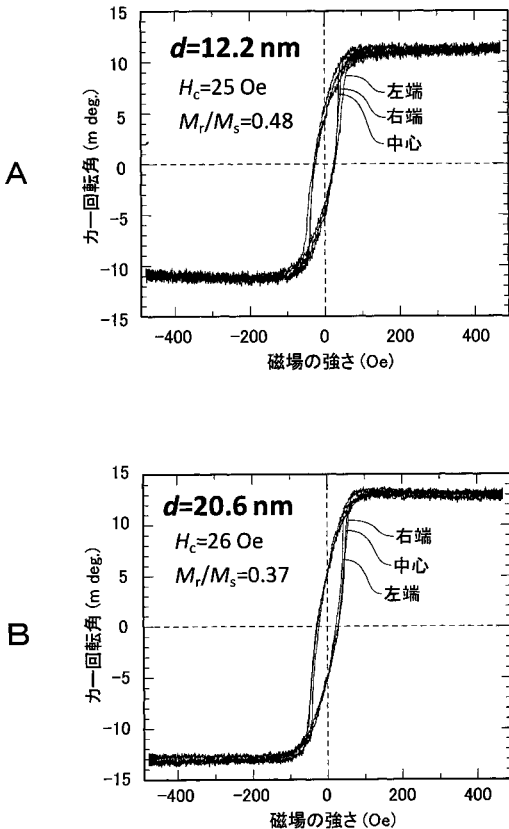 A
d=12.2 nm
Hc=25 Oe
Mr/Ms=0.48
左端
右端
中心
カー回転角 (m deg.)
15
10
5
0
-5
-10
-15
-400 -200 0 200 400
磁場の強さ (Oe)
B
d=20.6 nm
Hc=26 Oe
Mr/Ms=0.37
右端
中心
左端
カー回転角 (m deg.)
15
10
5
0
-5
-10
-15
-400 -200 0 200 400
磁場の強さ (Oe)